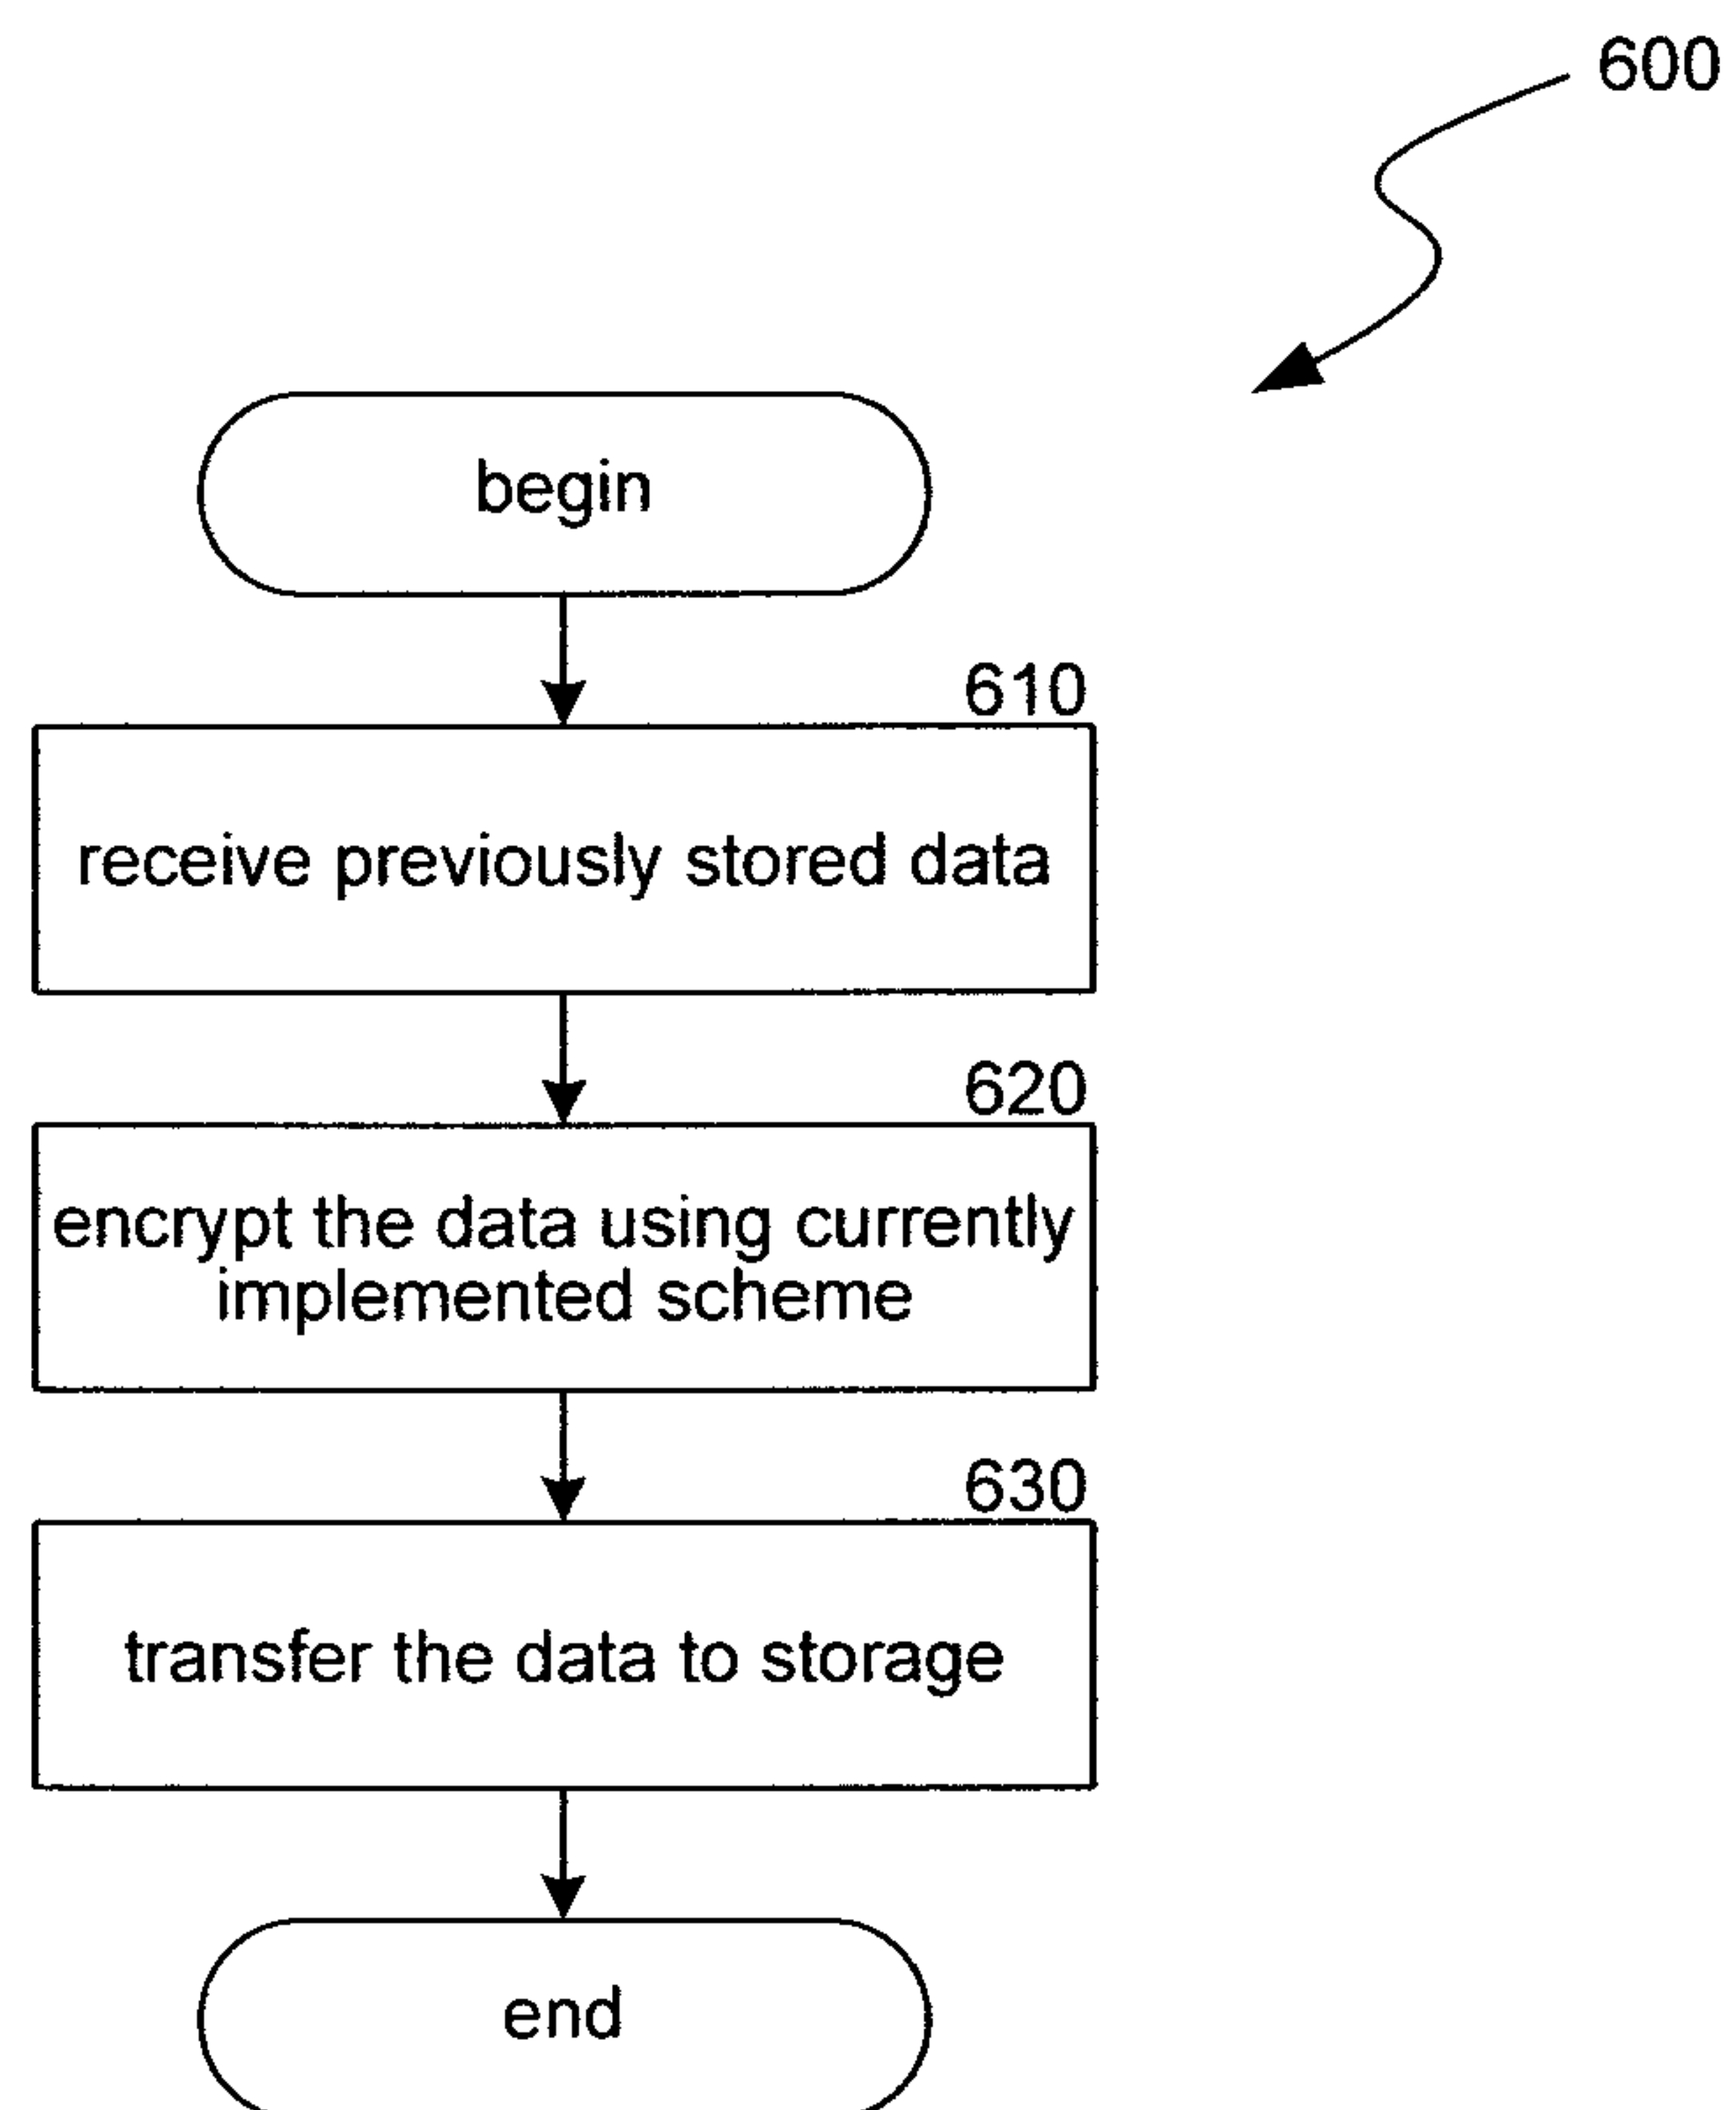 600
begin
610
receive previously stored data
620
encrypt the data using currently
implemented scheme
630
transfer the data to storage
end